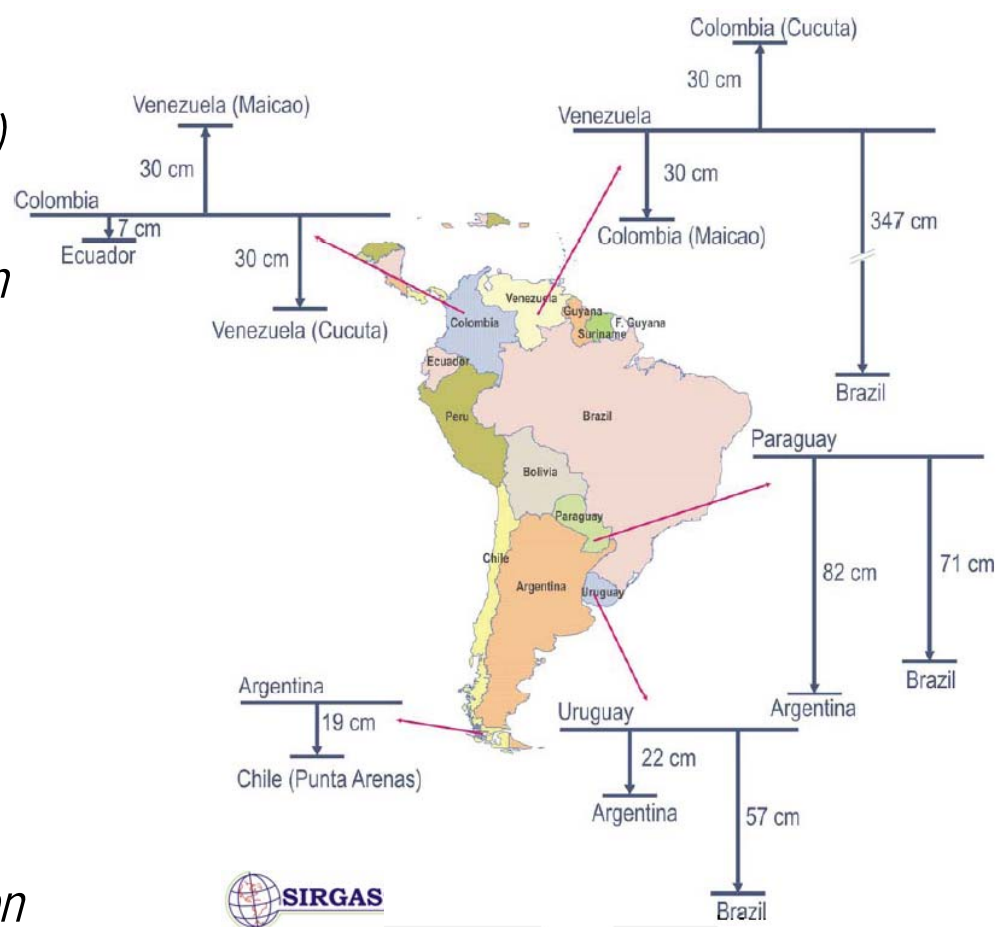 Colombia (Cucuta)
30 cm
Venezuela
30 cm
Colombia (Maicao)
347 cm
Brazil
Venezuela (Maicao)
30 cm
Colombia
7 cm
Ecuador
30 cm
Venezuela (Cucuta)
)
n
Venezuela
Guyana
Suriname
F. Guyana
Colombia
Ecuador
Peru
Brazil
Bolivia
Paraguay
Chile
Argentina
Uruguay
Paraguay
82 cm
71 cm
Argentina
Brazil
Argentina
19 cm
Chile (Punta Arenas)
Uruguay
22 cm
Argentina
57 cm
Brazil
SIRGAS
on